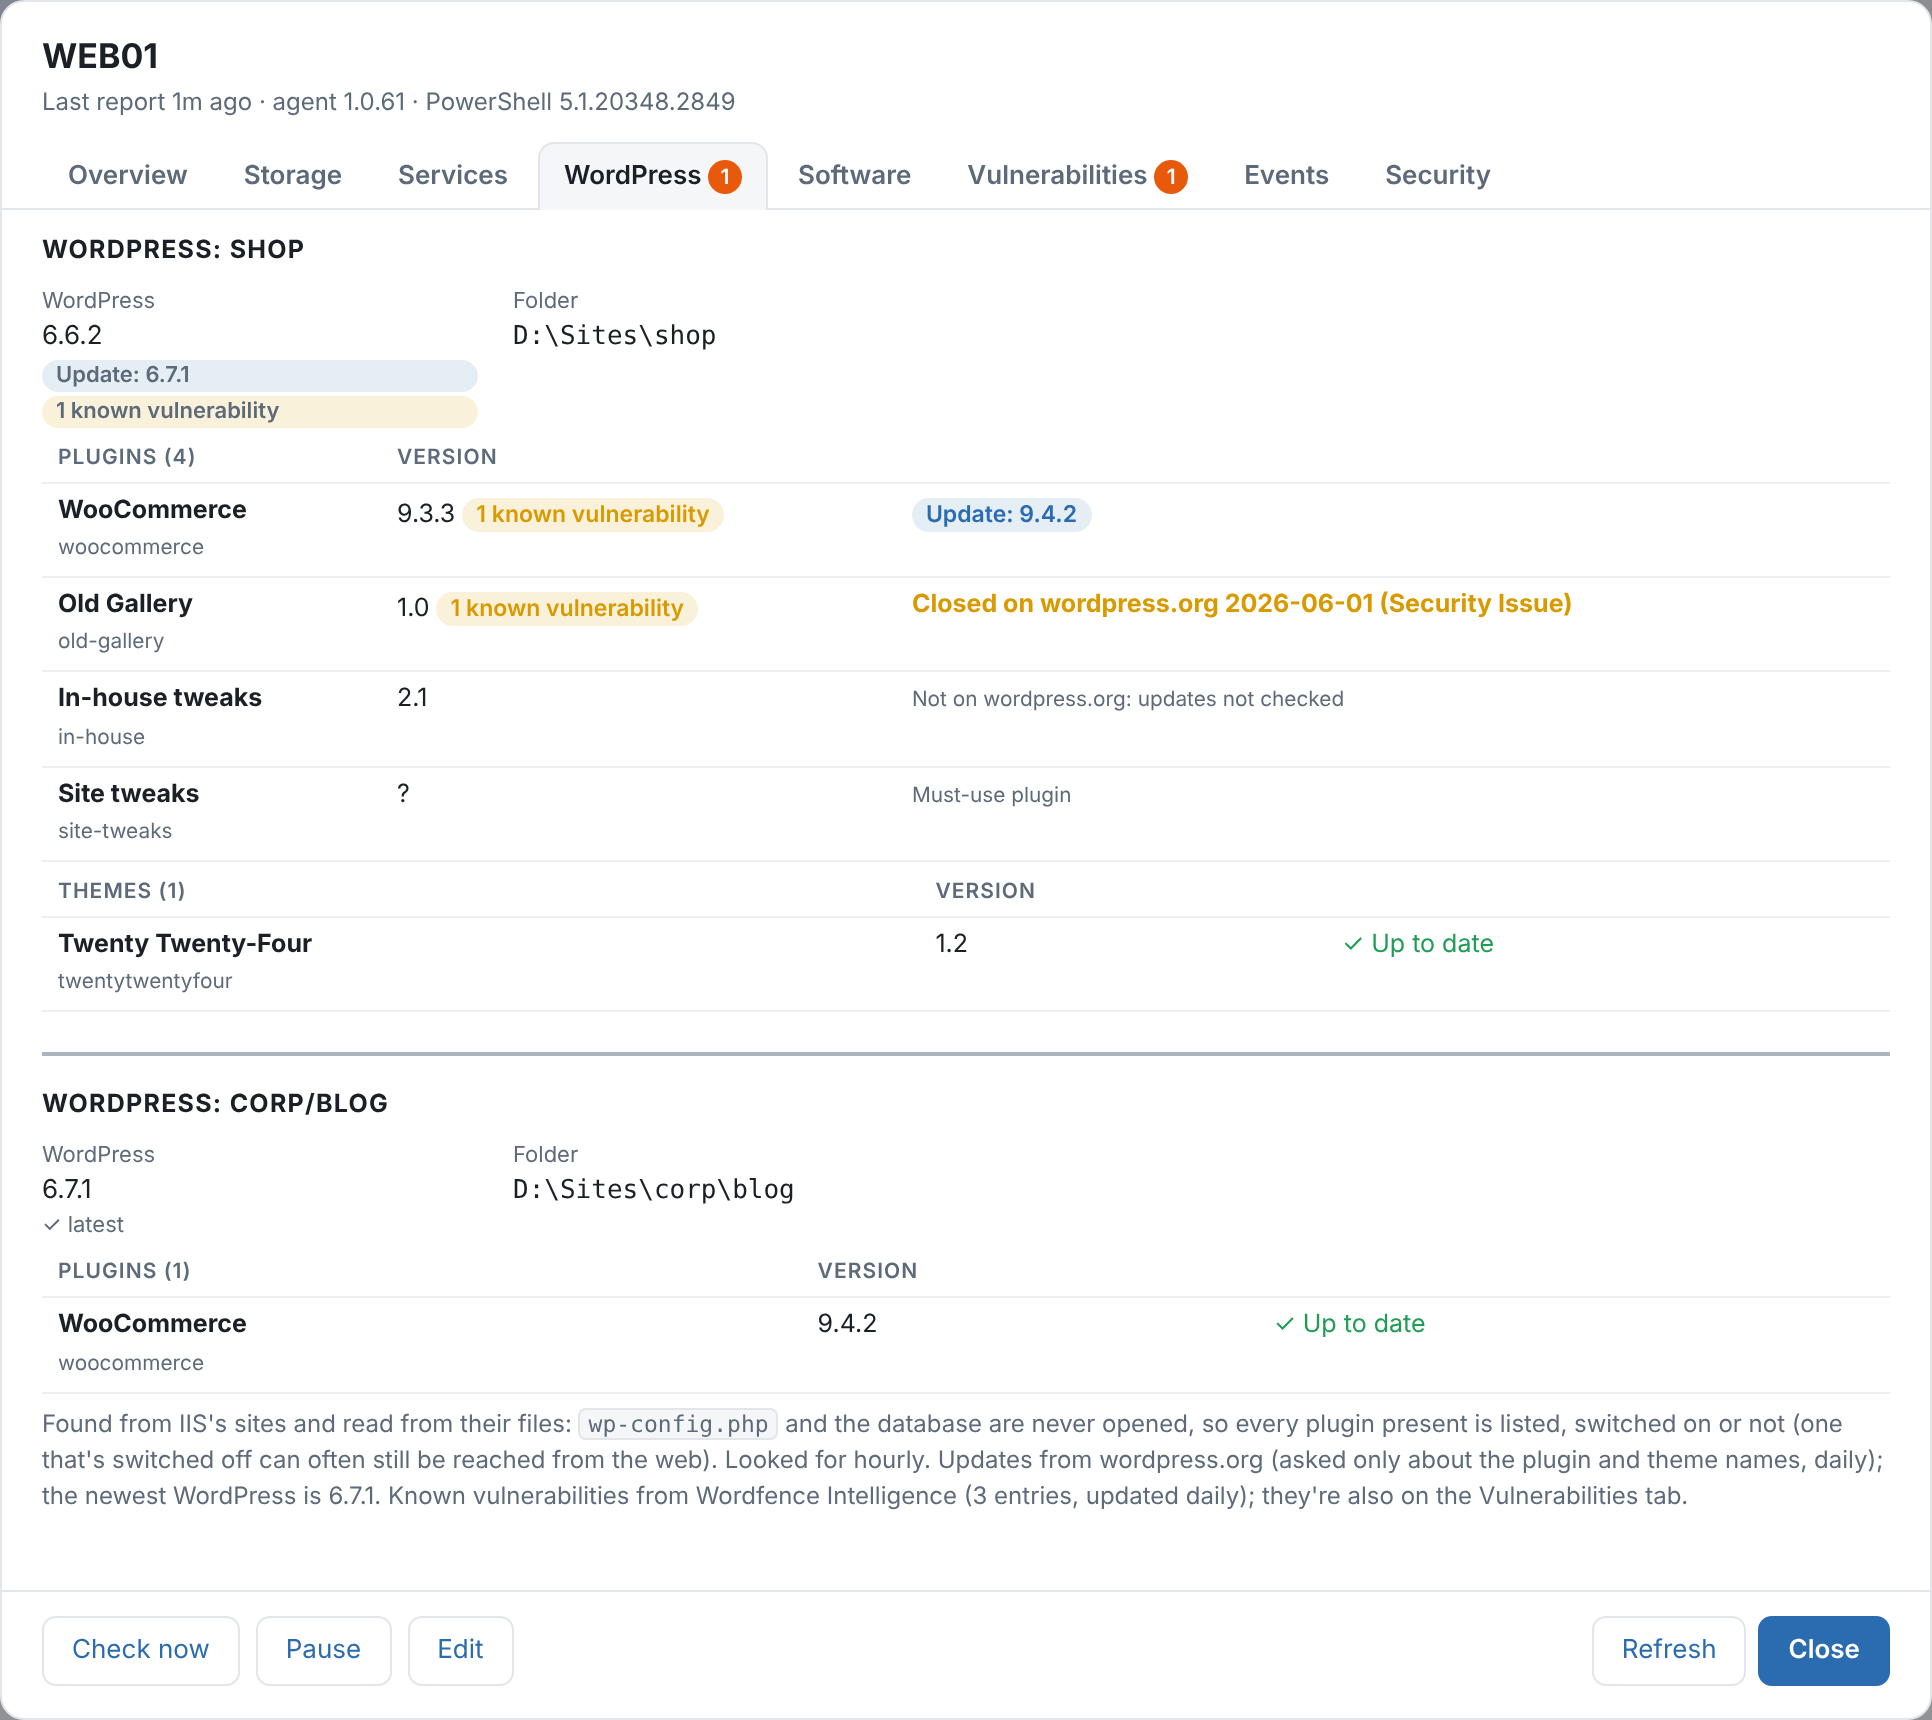 WEB01
Last report 1m ago · agent 1.0.61 · PowerShell 5.1.20348.2849
Overview Storage Services WordPress 1 Software Vulnerabilities 1 Events Security
WORDPRESS: SHOP
WordPress Folder
6.6.2 D:\Sites\shop
Update: 6.7.1
1 known vulnerability
PLUGINS (4) VERSION
WooCommerce 9.3.3 1 known vulnerability Update: 9.4.2
woocommerce
Old Gallery 1.0 1 known vulnerability Closed on wordpress.org 2026-06-01 (Security Issue)
old-gallery
In-house tweaks 2.1 Not on wordpress.org: updates not checked
in-house
Site tweaks ? Must-use plugin
site-tweaks
THEMES (1) VERSION
Twenty Twenty-Four 1.2 ✓ Up to date
twentytwentyfour
WORDPRESS: CORP/BLOG
WordPress Folder
6.7.1 D:\Sites\corp\blog
✓ latest
PLUGINS (1) VERSION
WooCommerce 9.4.2 ✓ Up to date
woocommerce
Found from IIS's sites and read from their files: wp-config.php and the database are never opened, so every plugin present is listed, switched on or not (one
that's switched off can often still be reached from the web). Looked for hourly. Updates from wordpress.org (asked only about the plugin and theme names, daily);
the newest WordPress is 6.7.1. Known vulnerabilities from Wordfence Intelligence (3 entries, updated daily); they're also on the Vulnerabilities tab.
Check now Pause Edit Refresh Close